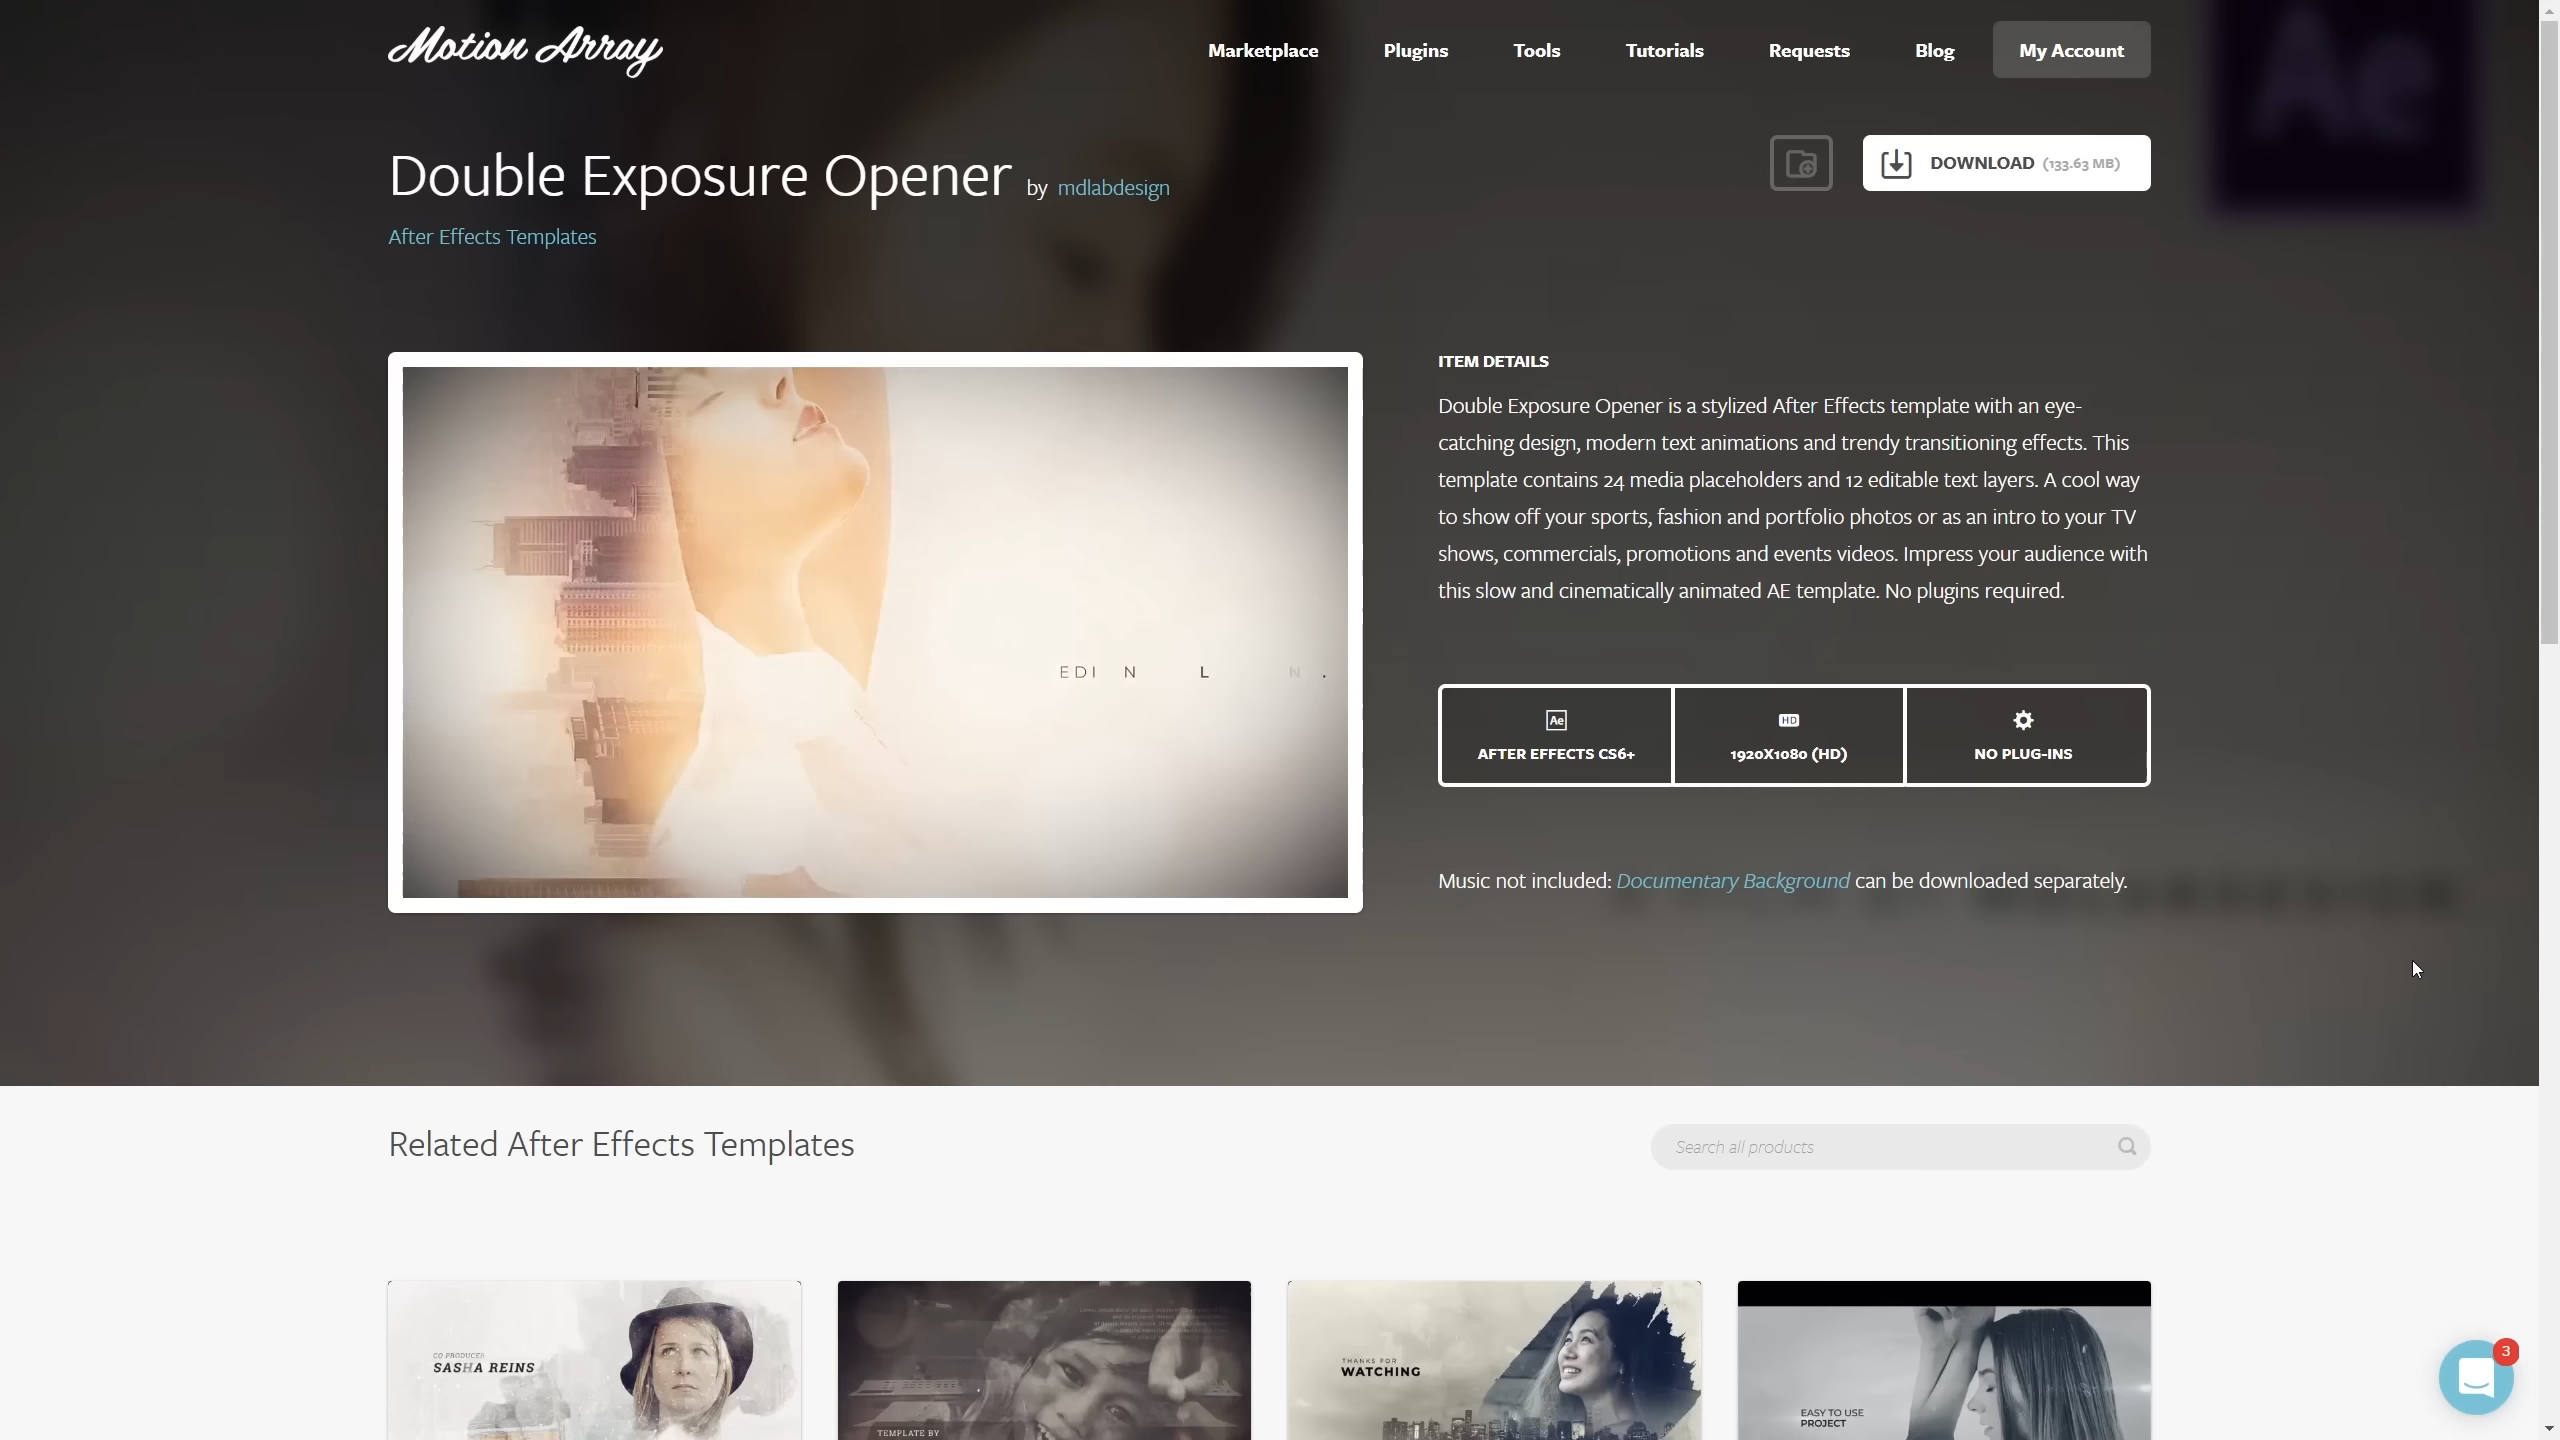 Motion Array
Marketplace
Plugins
Tools
Tutorials
Requests
Blog
My Account
Ae
Double Exposure Opener by mdlabdesign
DOWNLOAD (133.63 MB)
After Effects Templates
ITEM DETAILS
Double Exposure Opener is a stylized After Effects template with an eye-
catching design, modern text animations and trendy transitioning effects. This
template contains 24 media placeholders and 12 editable text layers. A cool way
to show off your sports, fashion and portfolio photos or as an intro to your TV
shows, commercials, promotions and events videos. Impress your audience with
this slow and cinematically animated AE template. No plugins required.
EDI N L N .
Ae
HD
AFTER EFFECTS CS6+
1920X1080 (HD)
NO PLUG-INS
Music not included: Documentary Background can be downloaded separately.
Related After Effects Templates
Search all products
CO PRODUCER
SASHA REINS
TEMPLATE BY
THANKS FOR
WATCHING
EASY TO USE
PROJECT
3